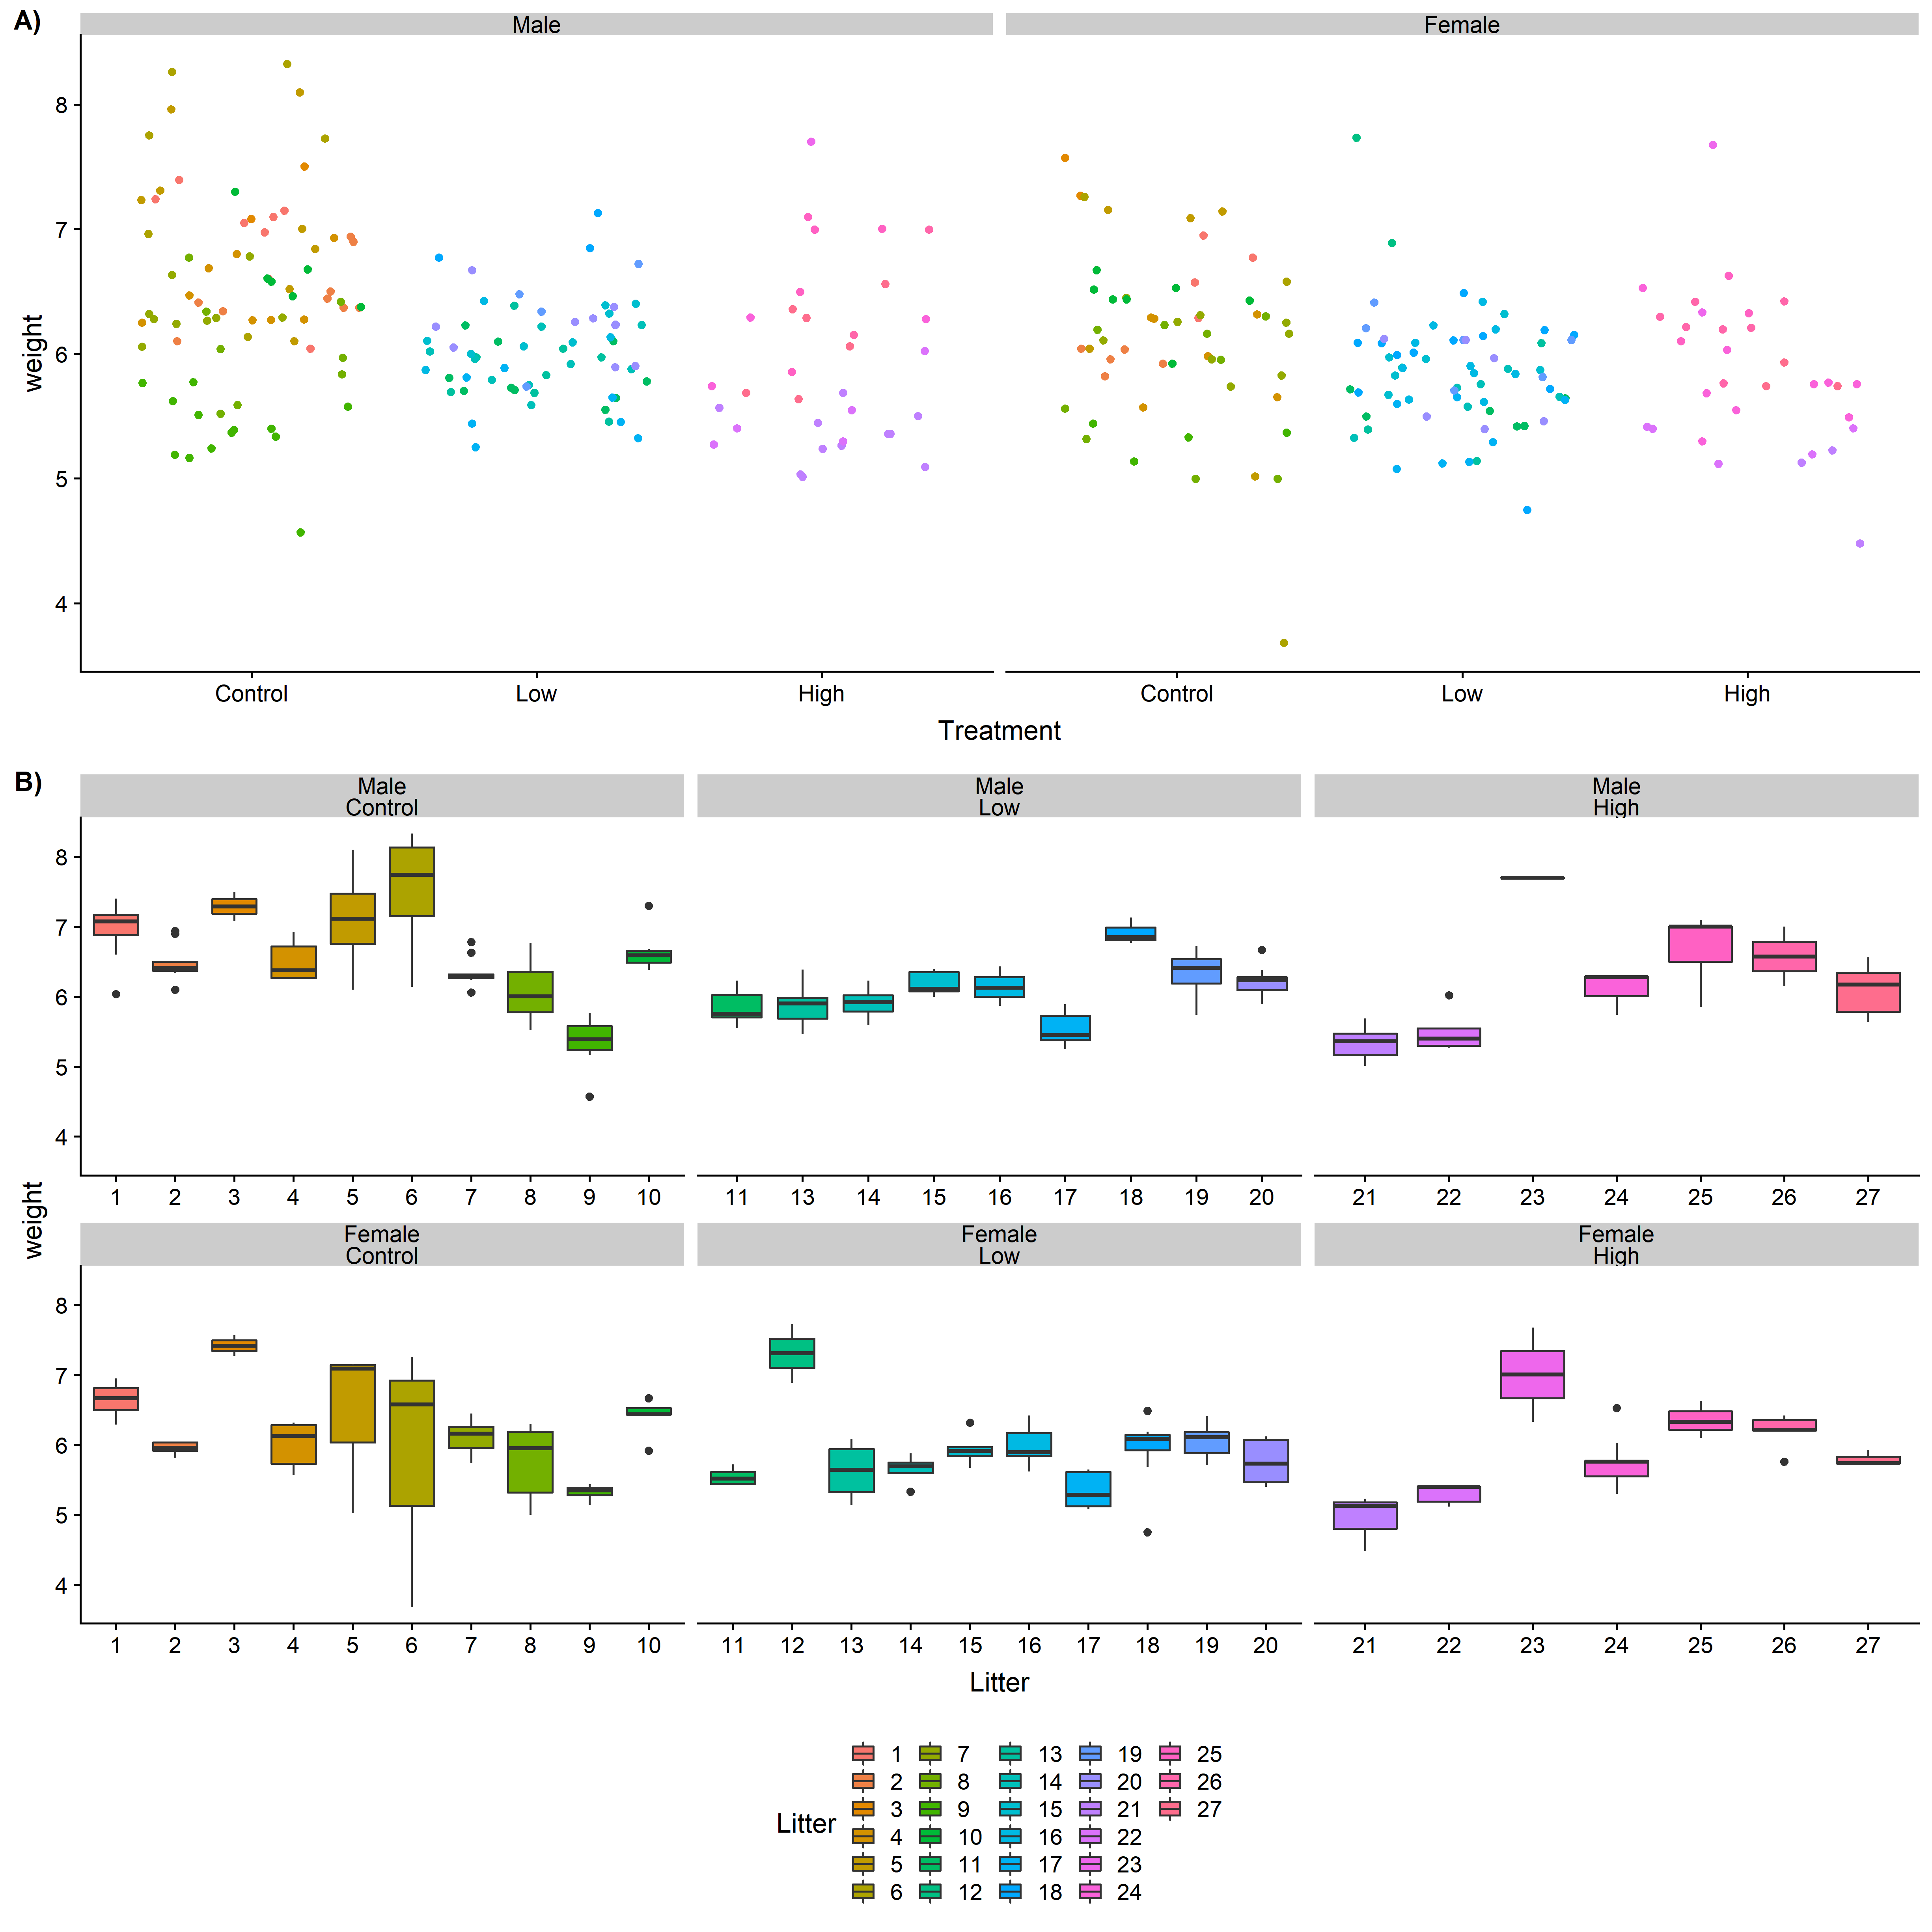 A)
Male Female
weight
8
7
6
5
4
Control Low High Control Low High
Treatment
B)
Male Male Male
Control Low High
weight
8
7
6
5
4
1 2 3 4 5 6 7 8 9 10 11 13 14 15 16 17 18 19 20 21 22 23 24 25 26 27
Female Female Female
Control Low High
8
7
6
5
4
1 2 3 4 5 6 7 8 9 10 11 12 13 14 15 16 17 18 19 20 21 22 23 24 25 26 27
Litter
Litter
1 7 13 19 25
2 8 14 20 26
3 9 15 21 27
4 10 16 22
5 11 17 23
6 12 18 24